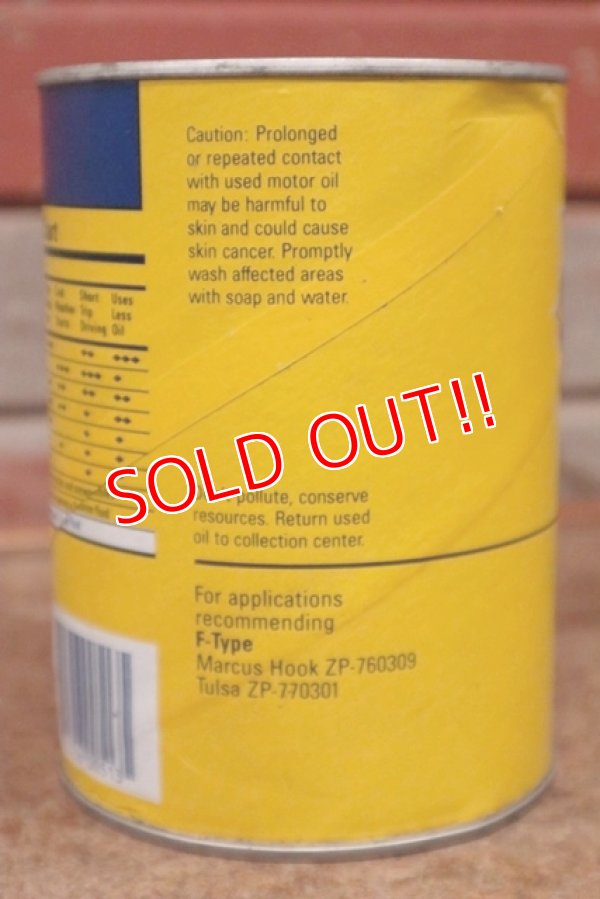 Caution: Prolonged
or repeated contact
with used motor oil
may be harmful to
skin and could cause
skin cancer. Promptly
wash affected areas
with soap and water.
Short Uses
Trip Less
Driving Oil
SOLD OUT!!
pollute, conserve
resources. Return used
oil to collection center.
For applications
recommending
F-Type
Marcus Hook ZP-760309
Tulsa ZP-770301